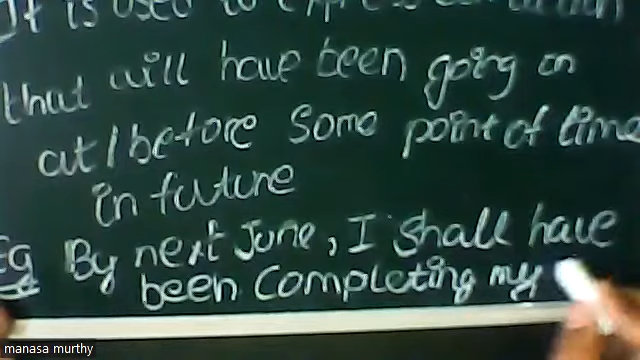 It is used to express an action
that will have been going on
at/before some point of time
in future
Eg By next June, I shall have
been completing my
manasa murthy